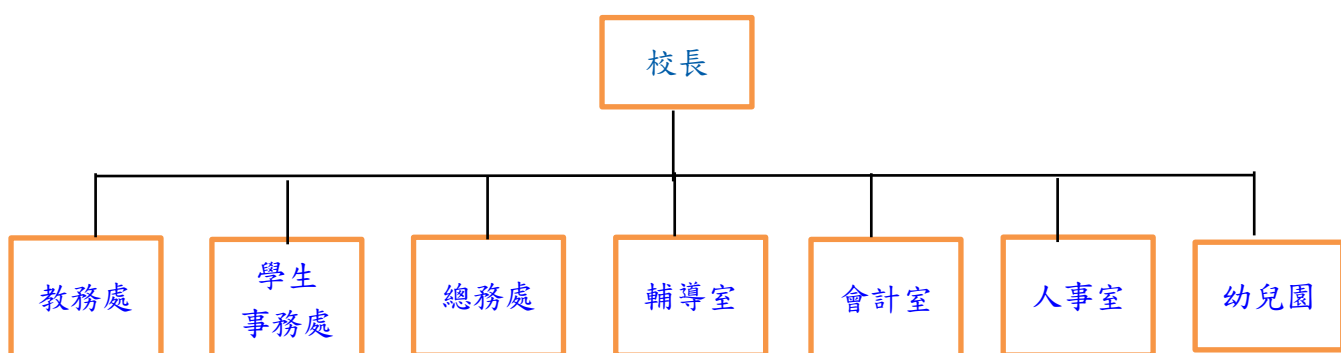 校長
教務處
學生
事務處
總務處
輔導室
會計室
人事室
幼兒園